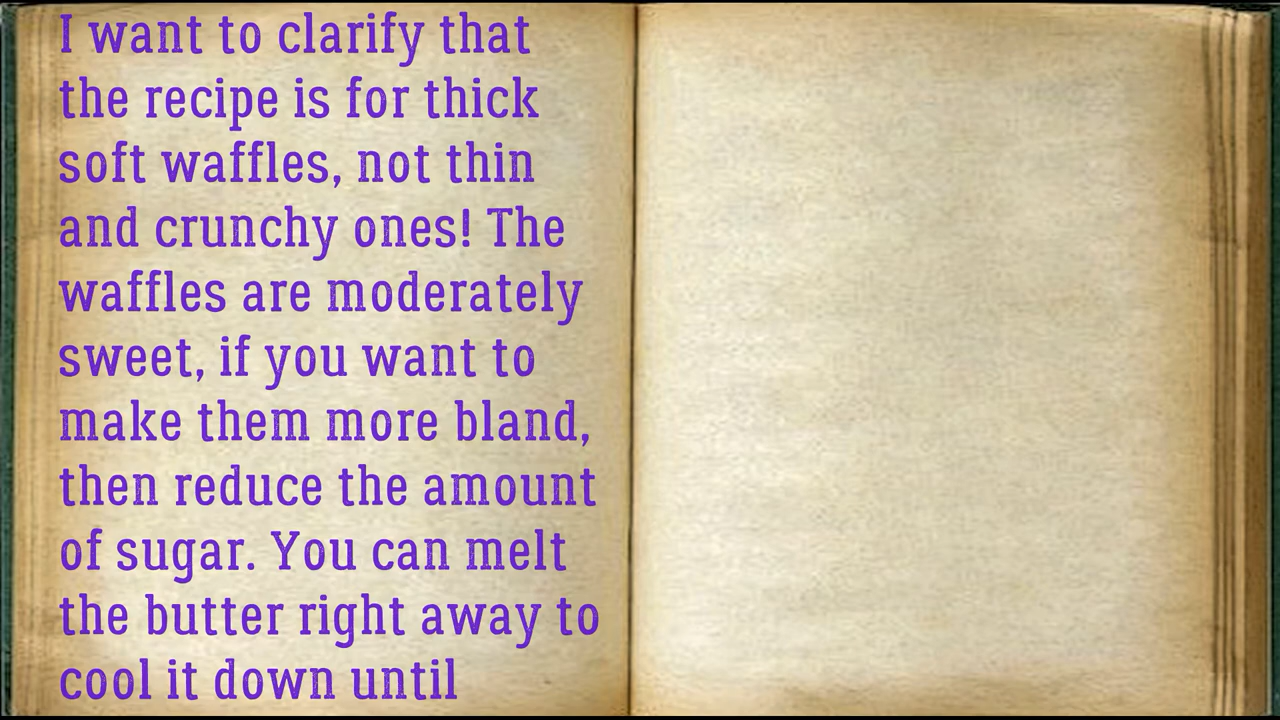 I want to clarify that
the recipe is for thick
soft waffles, not thin
and crunchy ones! The
waffles are moderately
sweet, if you want to
make them more bland,
then reduce the amount
of sugar. You can melt
the butter right away to
cool it down until